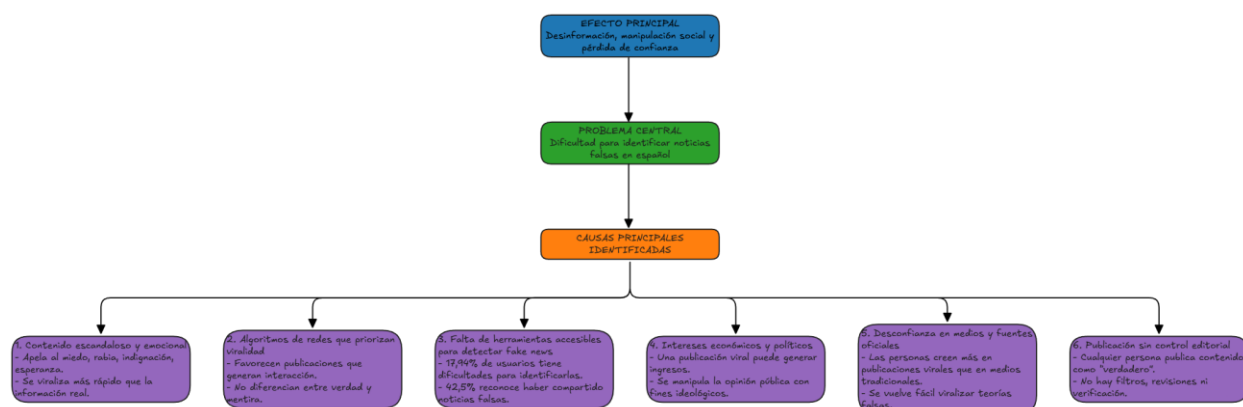 EFECTO PRINCIPAL
Desinformación, manipulación social y
pérdida de confianza
PROBLEMA CENTRAL
Dificultad para identificar noticias
falsas en español
CAUSAS PRINCIPALES
IDENTIFICADAS
1. Contenido escandaloso y emocional
- Apela al miedo, rabia, indignación,
esperanza.
- Se viraliza más rápido que la
información real.
2. Algoritmos de redes que priorizan
viralidad
- Favorecen publicaciones que
generan interacción.
- No diferencian entre verdad y
mentira.
3. Falta de herramientas accesibles
para detectar fake news
- 17,94% de usuarios tiene
dificultades para identificarlas.
- 42,5% reconoce haber compartido
noticias falsas.
4. Intereses económicos y políticos
- Una publicación viral puede generar
ingresos.
- Se manipula la opinión pública con
fines ideológicos.
5. Desconfianza en medios y fuentes
oficiales
- Las personas creen más en
publicaciones virales que en medios
tradicionales.
- Se vuelve fácil viralizar teorías
falsas.
6. Publicación sin control editorial
- Cualquier persona publica contenido
como "verdadero".
- No hay filtros, revisiones ni
verificación.